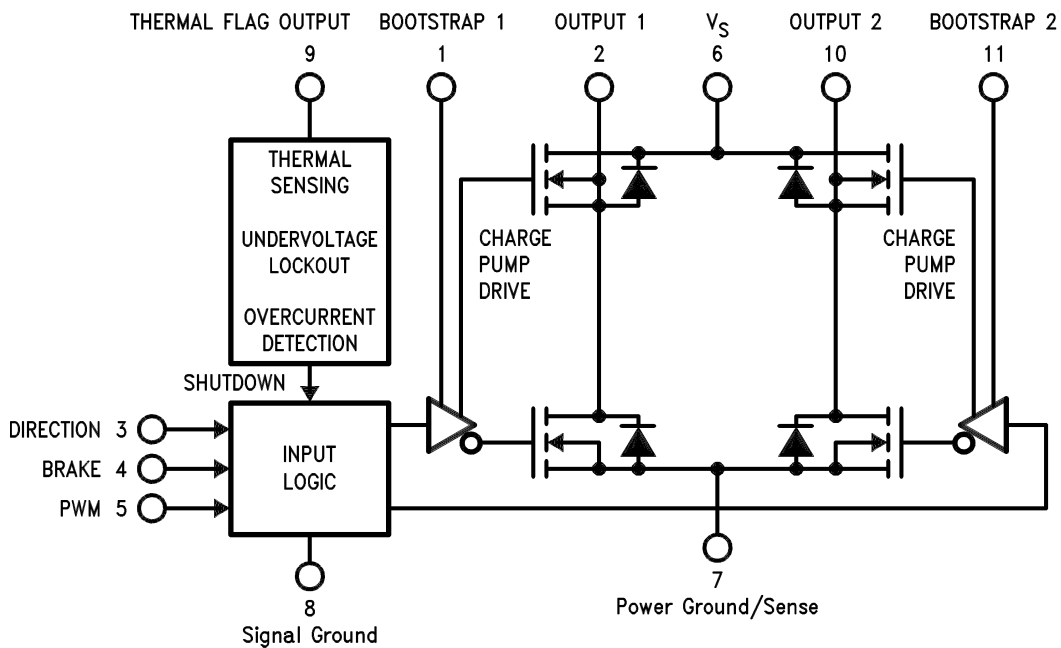 THERMAL FLAG OUTPUT
9
BOOTSTRAP 1
1
OUTPUT 1
2
VS
6
OUTPUT 2
10
BOOTSTRAP 2
11
THERMAL
SENSING
UNDERVOLTAGE
LOCKOUT
OVERCURRENT
DETECTION
CHARGE
PUMP
DRIVE
CHARGE
PUMP
DRIVE
SHUTDOWN
DIRECTION 3
BRAKE 4
PWM 5
INPUT
LOGIC
8
Signal Ground
7
Power Ground/Sense